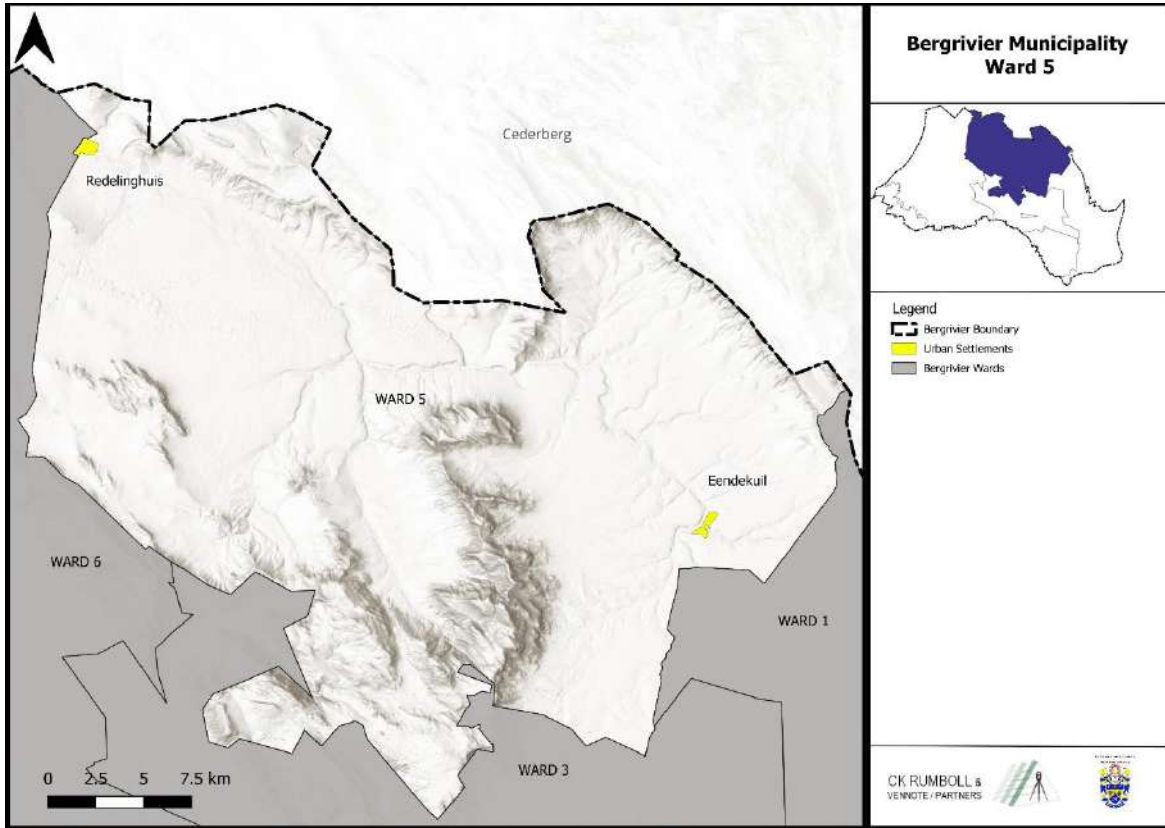 Bergrivier Municipality
Ward 5
Cederberg
Redelinghuis
WARD 5
Eendekuil
WARD 6
WARD 1
WARD 3
0 2.5 5 7.5 km
Legend
Bergrivier Boundary
Urban Settlements
Bergrivier Wards
CK RUMBOLL &
VENNOTE / PARTNERS